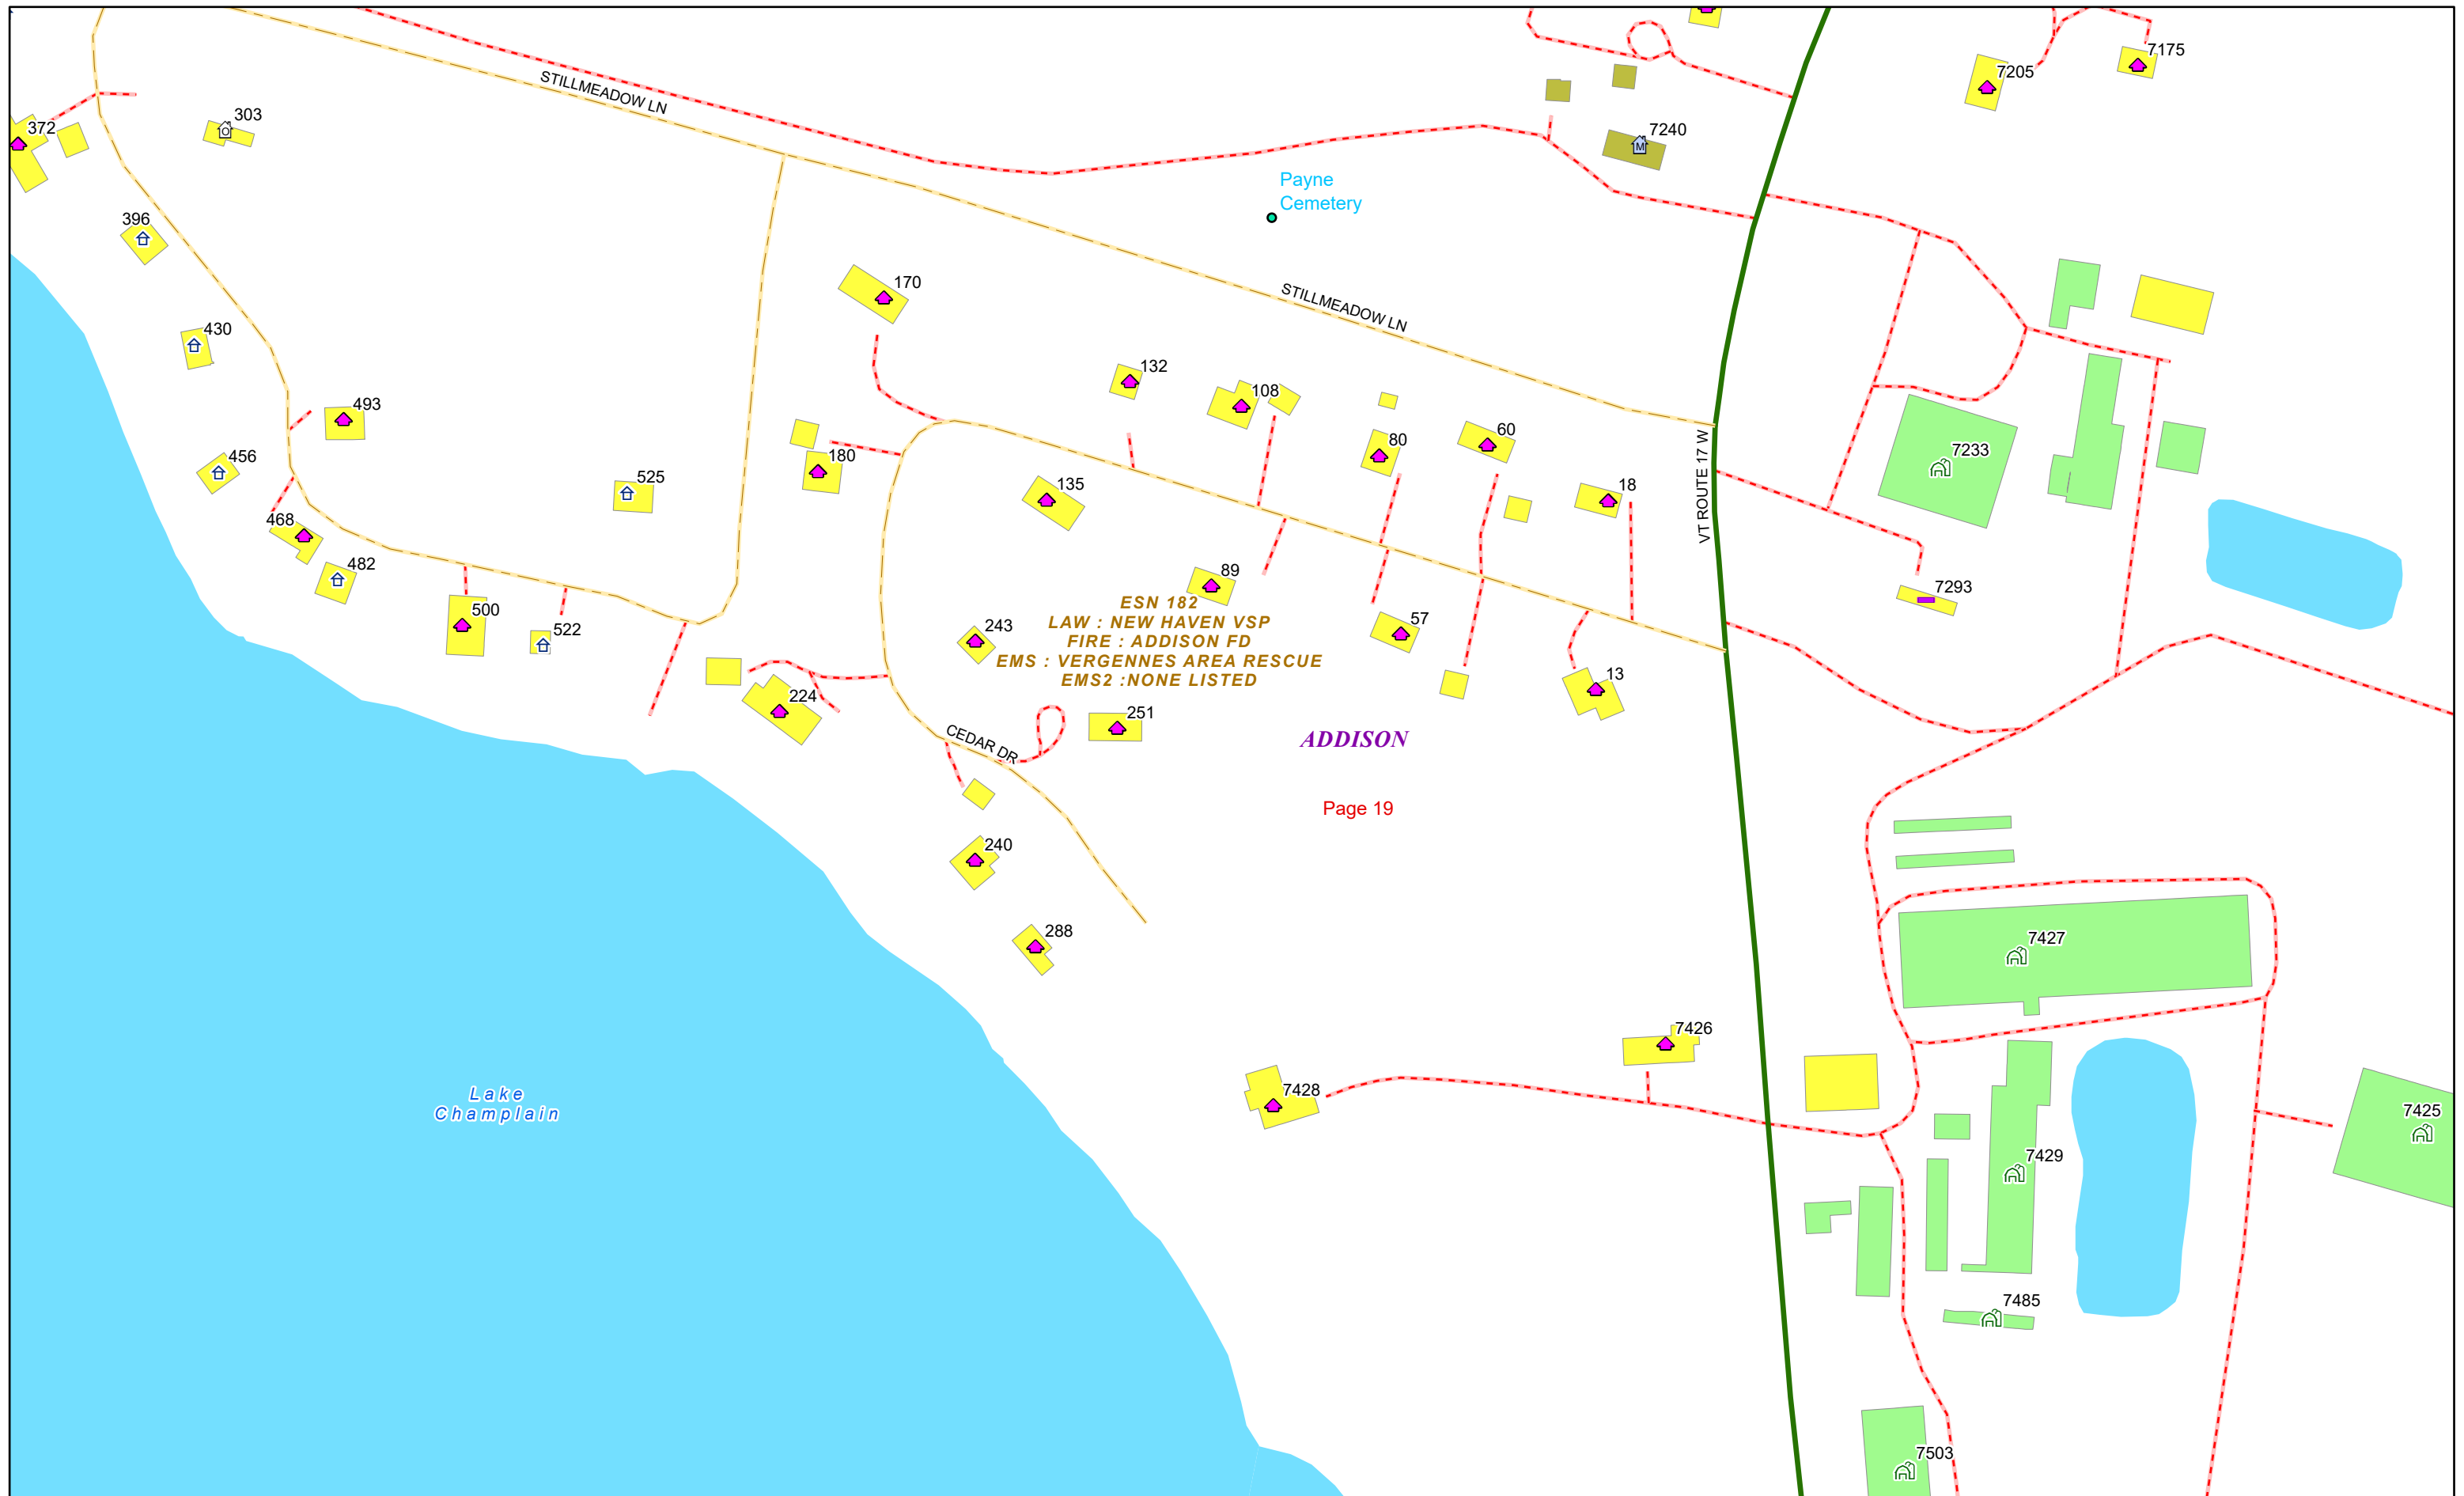 7175
7205
STILLMEADOW LN
303
372
7240
Payne
Cemetery
396
170
STILLMEADOW LN
430
132
108
493
80
60
VT ROUTE 17 W
7233
456
180
525
135
18
468
482
89
7293
500
522
243
57
ESN 182
LAW : NEW HAVEN VSP
FIRE : ADDISON FD
EMS : VERGENNES AREA RESCUE
EMS2 :NONE LISTED
13
224
251
CEDAR DR
ADDISON
Page 19
240
288
7427
7426
7428
Lake
Champlain
7425
7429
7485
7503